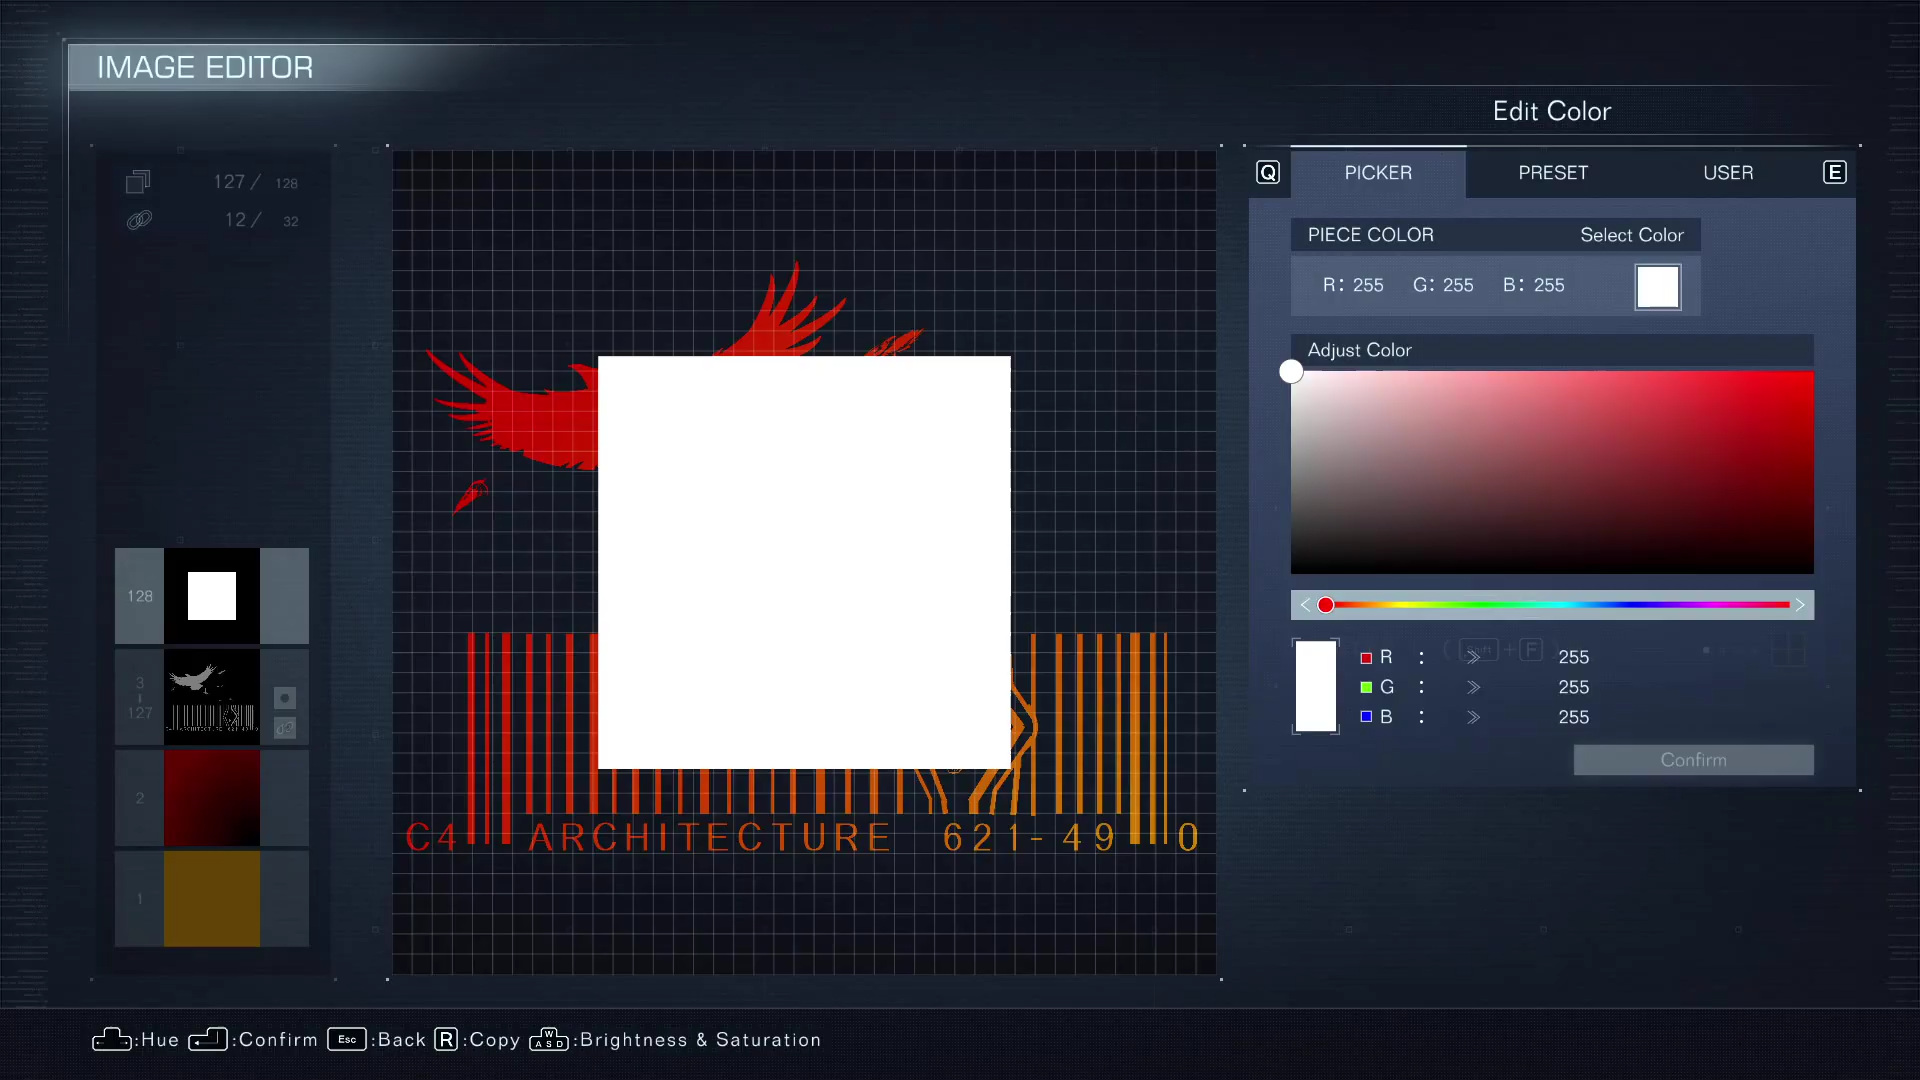 IMAGE EDITOR
Edit Color
127 / 128
12 / 32
Q
PICKER
PRESET
USER
E
PIECE COLOR
Select Color
R: 255 G: 255 B: 255
Adjust Color
128
3
127
2
1
( Shift + F )
R : 255
G : 255
B : 255
Confirm
C4 ARCHITECTURE 621-49 0
:Hue :Confirm Esc :Back R :Copy W A S D :Brightness & Saturation